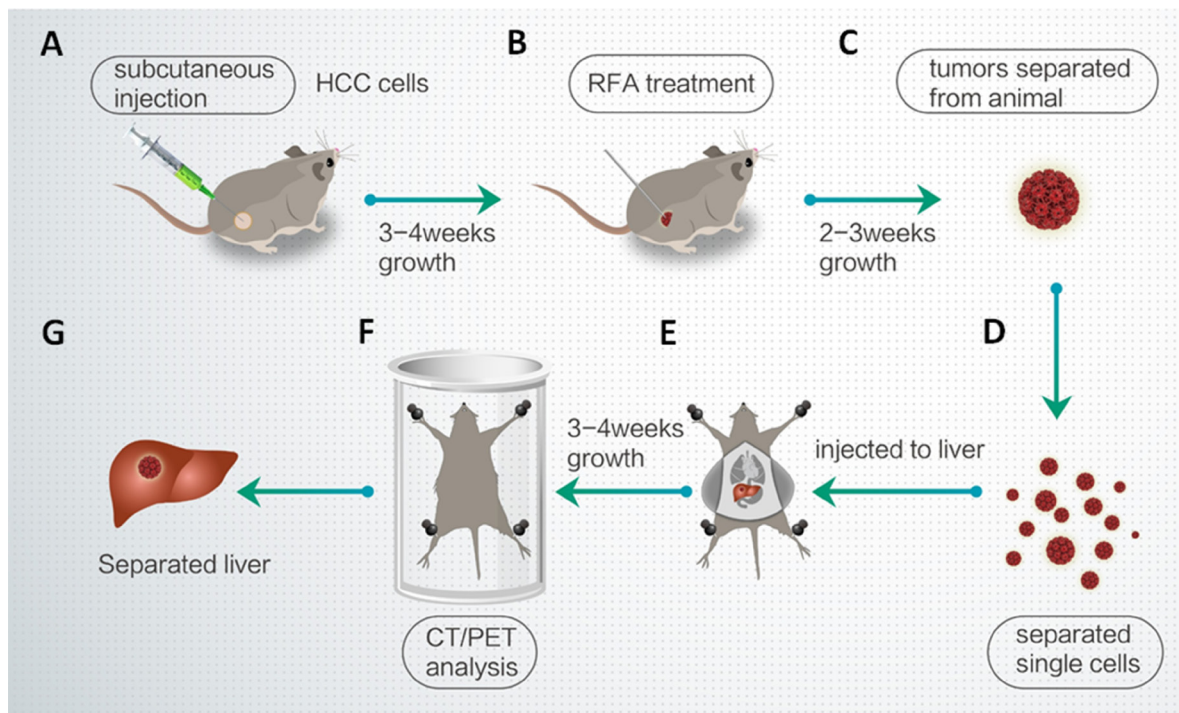 A
subcutaneous
injection
HCC cells
3−4weeks
growth
B
RFA treatment
2−3weeks
growth
C
tumors separated
from animal
D
separated
single cells
injected to liver
E
3−4weeks
growth
F
CT/PET
analysis
G
Separated liver